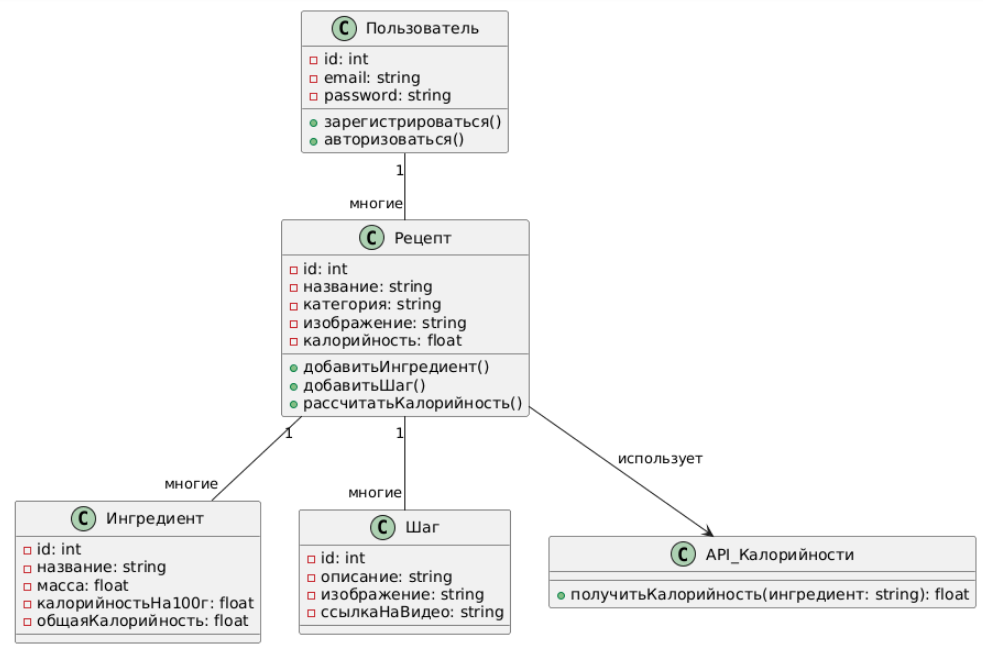 C Пользователь
id: int
email: string
password: string
зарегистрироваться()
авторизоваться()
1
многие
C Рецепт
id: int
название: string
категория: string
изображение: string
калорийность: float
добавитьИнгредиент()
добавитьШаг()
рассчитатьКалорийность()
1
многие
1
многие
использует
C Ингредиент
id: int
название: string
масса: float
калорийностьНа100г: float
общаяКалорийность: float
C Шаг
id: int
описание: string
изображение: string
ссылкаНаВидео: string
C API_Калорийности
получитьКалорийность(ингредиент: string): float